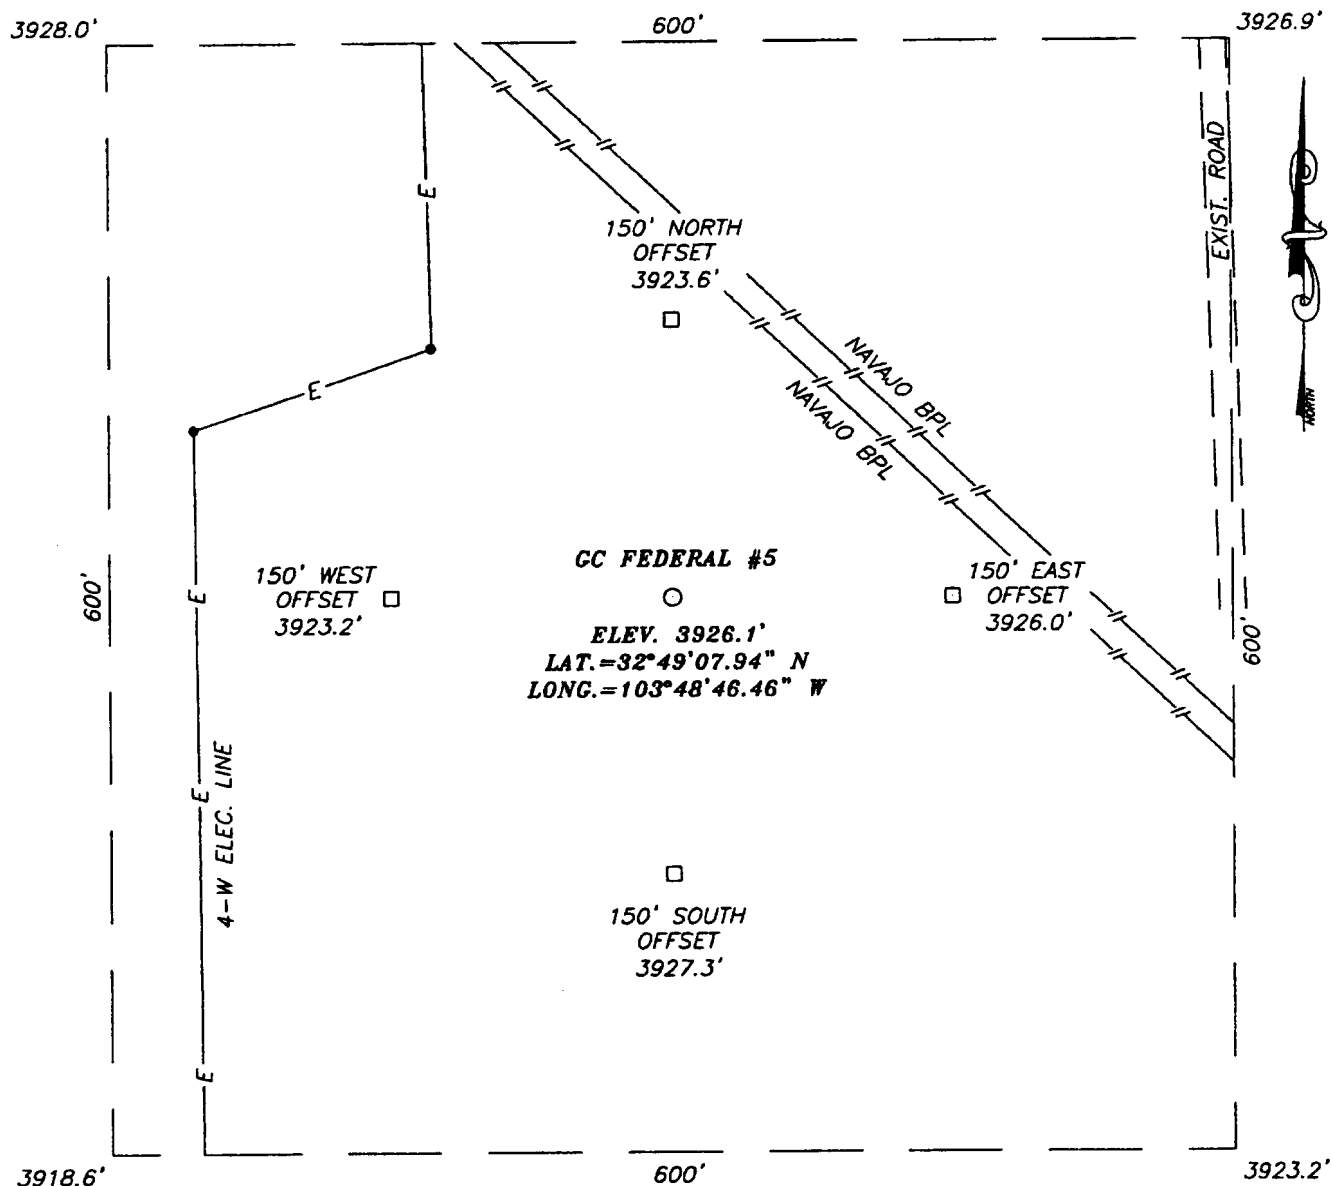 3928.0'
600'
3926.9'
EXIST. ROAD
E
150' NORTH
OFFSET
3923.6'
NORTH
E
NAVAJO BPL
NAVAJO BPL
GC FEDERAL #5
150' WEST
OFFSET
3923.2'
E
600'
150' EAST
OFFSET
3926.0'
600'
ELEV. 3926.1'
LAT.=32°49'07.94" N
LONG.=103°48'46.46" W
E
4-W ELEC. LINE
150' SOUTH
OFFSET
3927.3'
E
3918.6'
600'
3923.2'